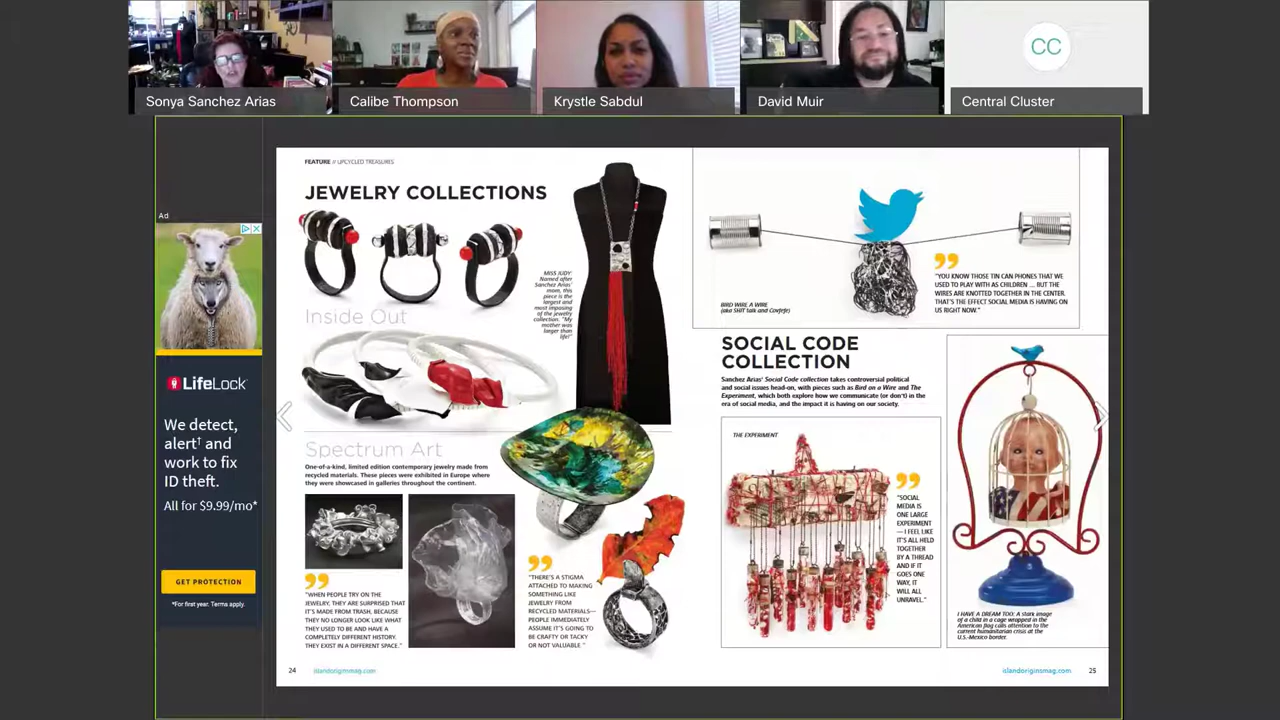 Sonya Sanchez Arias
Calibe Thompson
Krystle Sabdul
David Muir
CC
Central Cluster
Ad
LifeLock
We detect,
alert† and
work to fix
ID theft.
All for $9.99/mo*
GET PROTECTION
*For first year. Terms apply.
FEATURE // UPCYCLED TREASURES
JEWELRY COLLECTIONS
Inside Out
MISS JUDY:
Named after
Sanchez Arias'
mom, this
piece is the
largest and
most imposing
of the jewelry
collection. "My
mother was
larger than
life!"
Spectrum Art
One-of-a-kind, limited edition contemporary jewelry made from
recycled materials. These pieces were exhibited in Europe where
they were showcased in galleries throughout the continent.
"WHEN PEOPLE TRY ON THE
JEWELRY, THEY ARE SURPRISED THAT
IT'S MADE FROM TRASH, BECAUSE
THEY NO LONGER LOOK LIKE WHAT
THEY USED TO BE AND HAVE A
COMPLETELY DIFFERENT HISTORY.
THEY EXIST IN A DIFFERENT SPACE."
"THERE'S A STIGMA
ATTACHED TO MAKING
SOMETHING LIKE
JEWELRY FROM
RECYCLED MATERIALS—
PEOPLE IMMEDIATELY
ASSUME IT'S GOING TO
BE CRAFTY OR TACKY
OR NOT VALUABLE."
24
islandoriginsmag.com
BIRD WIRE A WIRE
(aka SHIT talk and Covfefe)
"YOU KNOW THOSE TIN CAN PHONES THAT WE
USED TO PLAY WITH AS CHILDREN ... BUT THE
WIRES ARE KNOTTED TOGETHER IN THE CENTER.
THAT'S THE EFFECT SOCIAL MEDIA IS HAVING ON
US RIGHT NOW."
SOCIAL CODE
COLLECTION
Sanchez Arias' Social Code collection takes controversial political
and social issues head-on, with pieces such as Bird on a Wire and The
Experiment, which both explore how we communicate (or don't) in the
era of social media, and the impact it is having on our society.
THE EXPERIMENT
"SOCIAL
MEDIA IS
ONE LARGE
EXPERIMENT
— I FEEL LIKE
IT'S ALL HELD
TOGETHER
BY A THREAD
AND IF IT
GOES ONE
WAY, IT
WILL ALL
UNRAVEL."
I HAVE A DREAM TOO: A stark image
of a child in a cage wrapped in the
American flag calls attention to the
current humanitarian crisis at the
U.S.-Mexico border.
islandoriginsmag.com
25